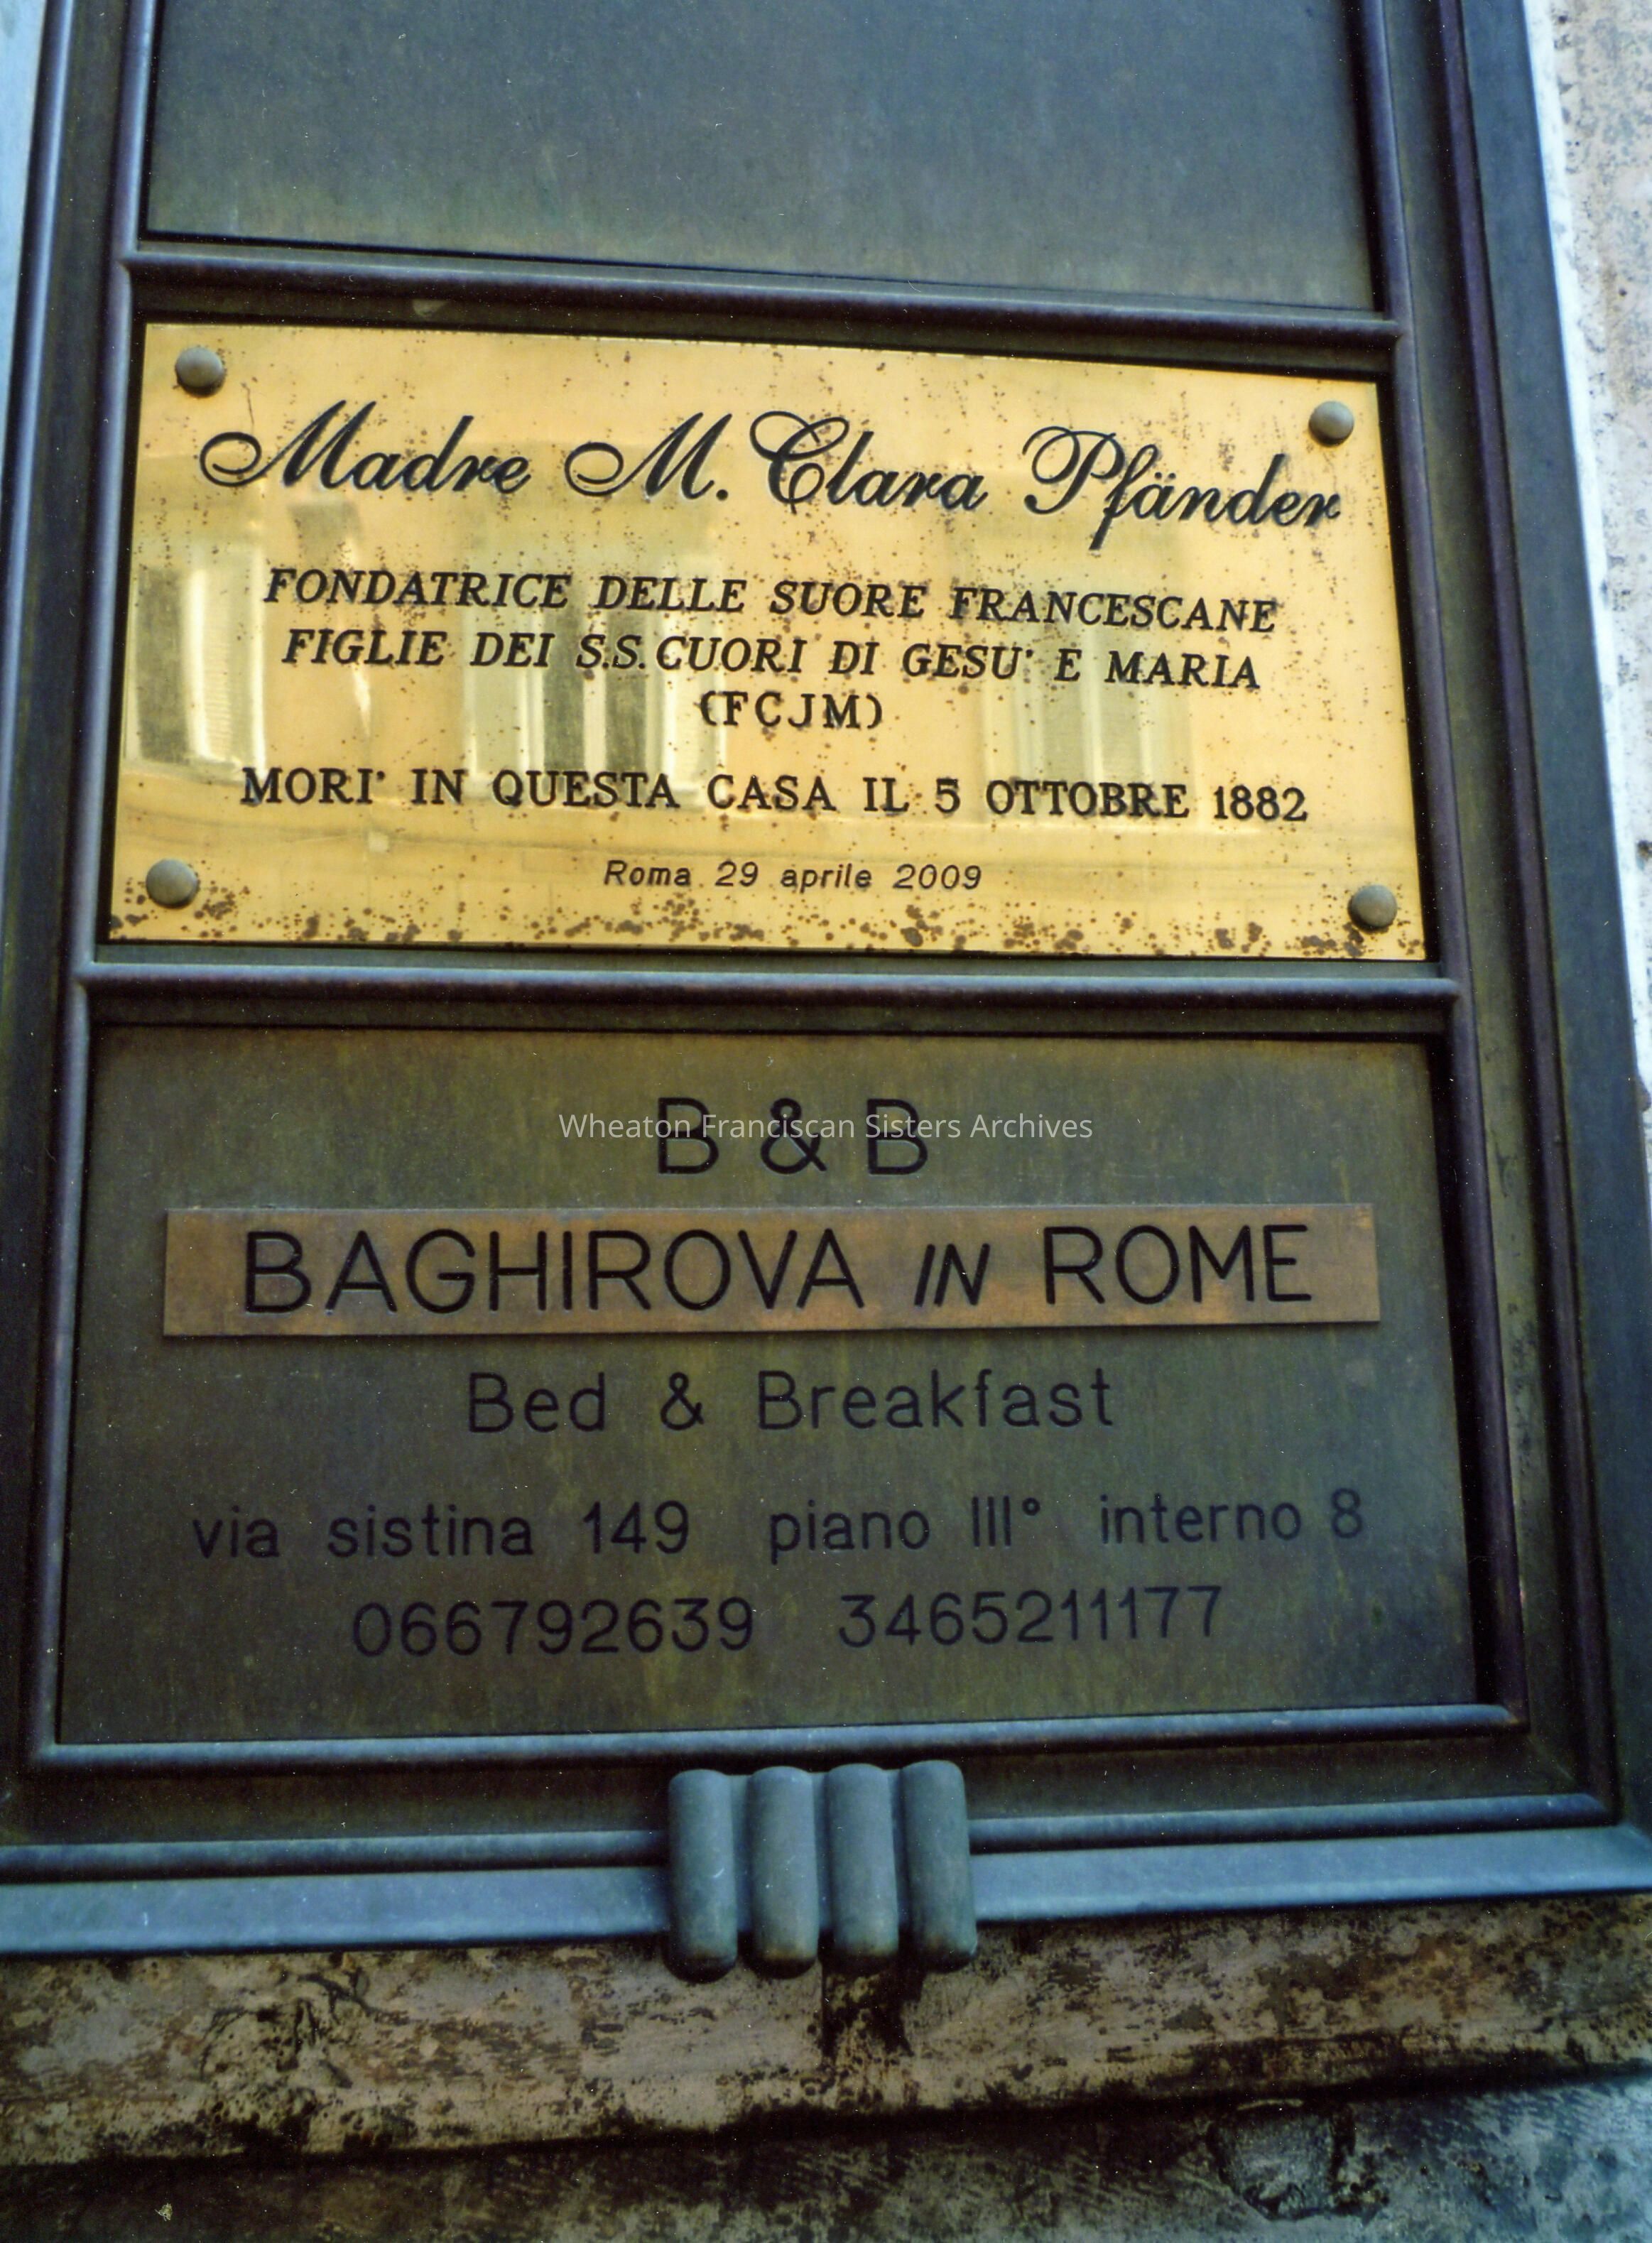 Madre M. Clara Pfänder
FONDATRICE DELLE SUORE FRANCESCANE
FIGLIE DEI S.S. CUORI DI GESU' E MARIA
(FCJM)
MORI' IN QUESTA CASA IL 5 OTTOBRE 1882
Roma 29 aprile 2009
B & B
Wheaton Franciscan Sisters Archives
BAGHIROVA IN ROME
Bed & Breakfast
via sistina 149 piano III° interno 8
066792639 3465211177